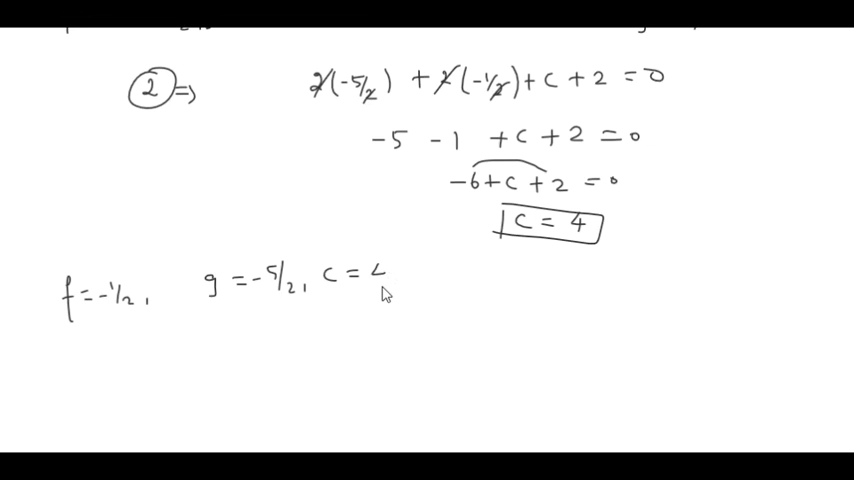 ② ⇒ 2(-5/2) + 2(-1/2) + c + 2 = 0
-5 -1 + c + 2 = 0
-6 + c + 2 = 0
c = 4
f = -1/2, g = -5/2, c = 4